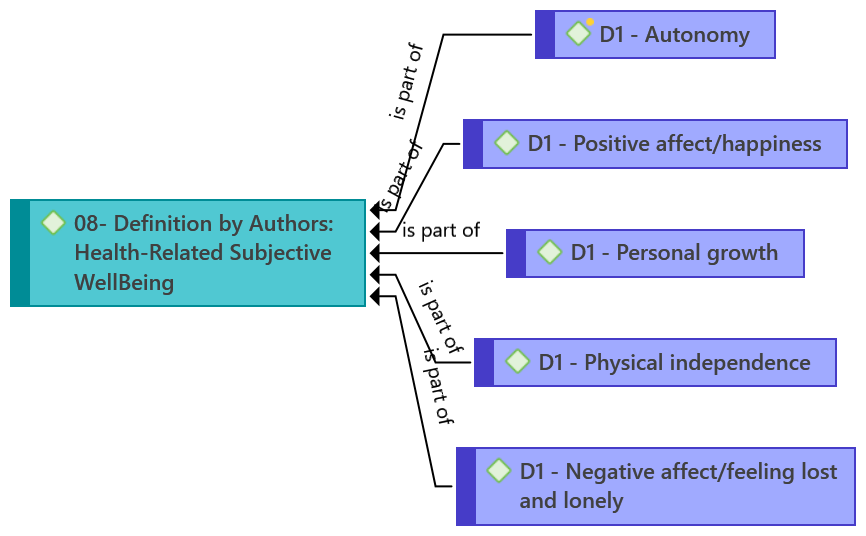 D1 - Autonomy
is part of
D1 - Positive affect/happiness
is part of
08- Definition by Authors:
Health-Related Subjective
WellBeing
is part of
D1 - Personal growth
is part of
D1 - Physical independence
is part of
D1 - Negative affect/feeling lost
and lonely